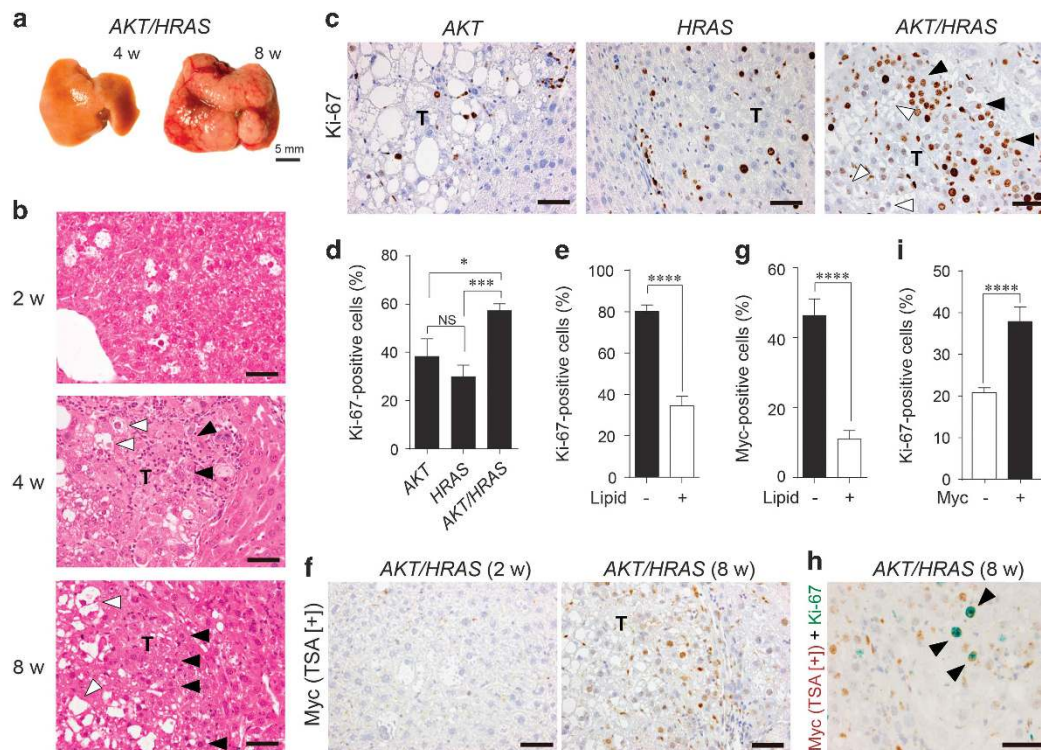 a
AKT/HRAS
4 w
8 w
5 mm
b
2 w
4 w
T
8 w
T
c
AKT
HRAS
AKT/HRAS
Ki-67
T
T
T
d
Ki-67-positive cells (%)
80
60
40
20
0
*
***
NS
AKT
HRAS
AKT/HRAS
e
Ki-67-positive cells (%)
100
80
60
40
20
0
****
Lipid - +
g
Myc-positive cells (%)
60
40
20
0
****
Lipid - +
i
Ki-67-positive cells (%)
50
40
30
20
10
0
****
Myc - +
f
AKT/HRAS (2 w)
AKT/HRAS (8 w)
Myc (TSA [+])
T
h
AKT/HRAS (8 w)
Myc (TSA [+]) + Ki-67